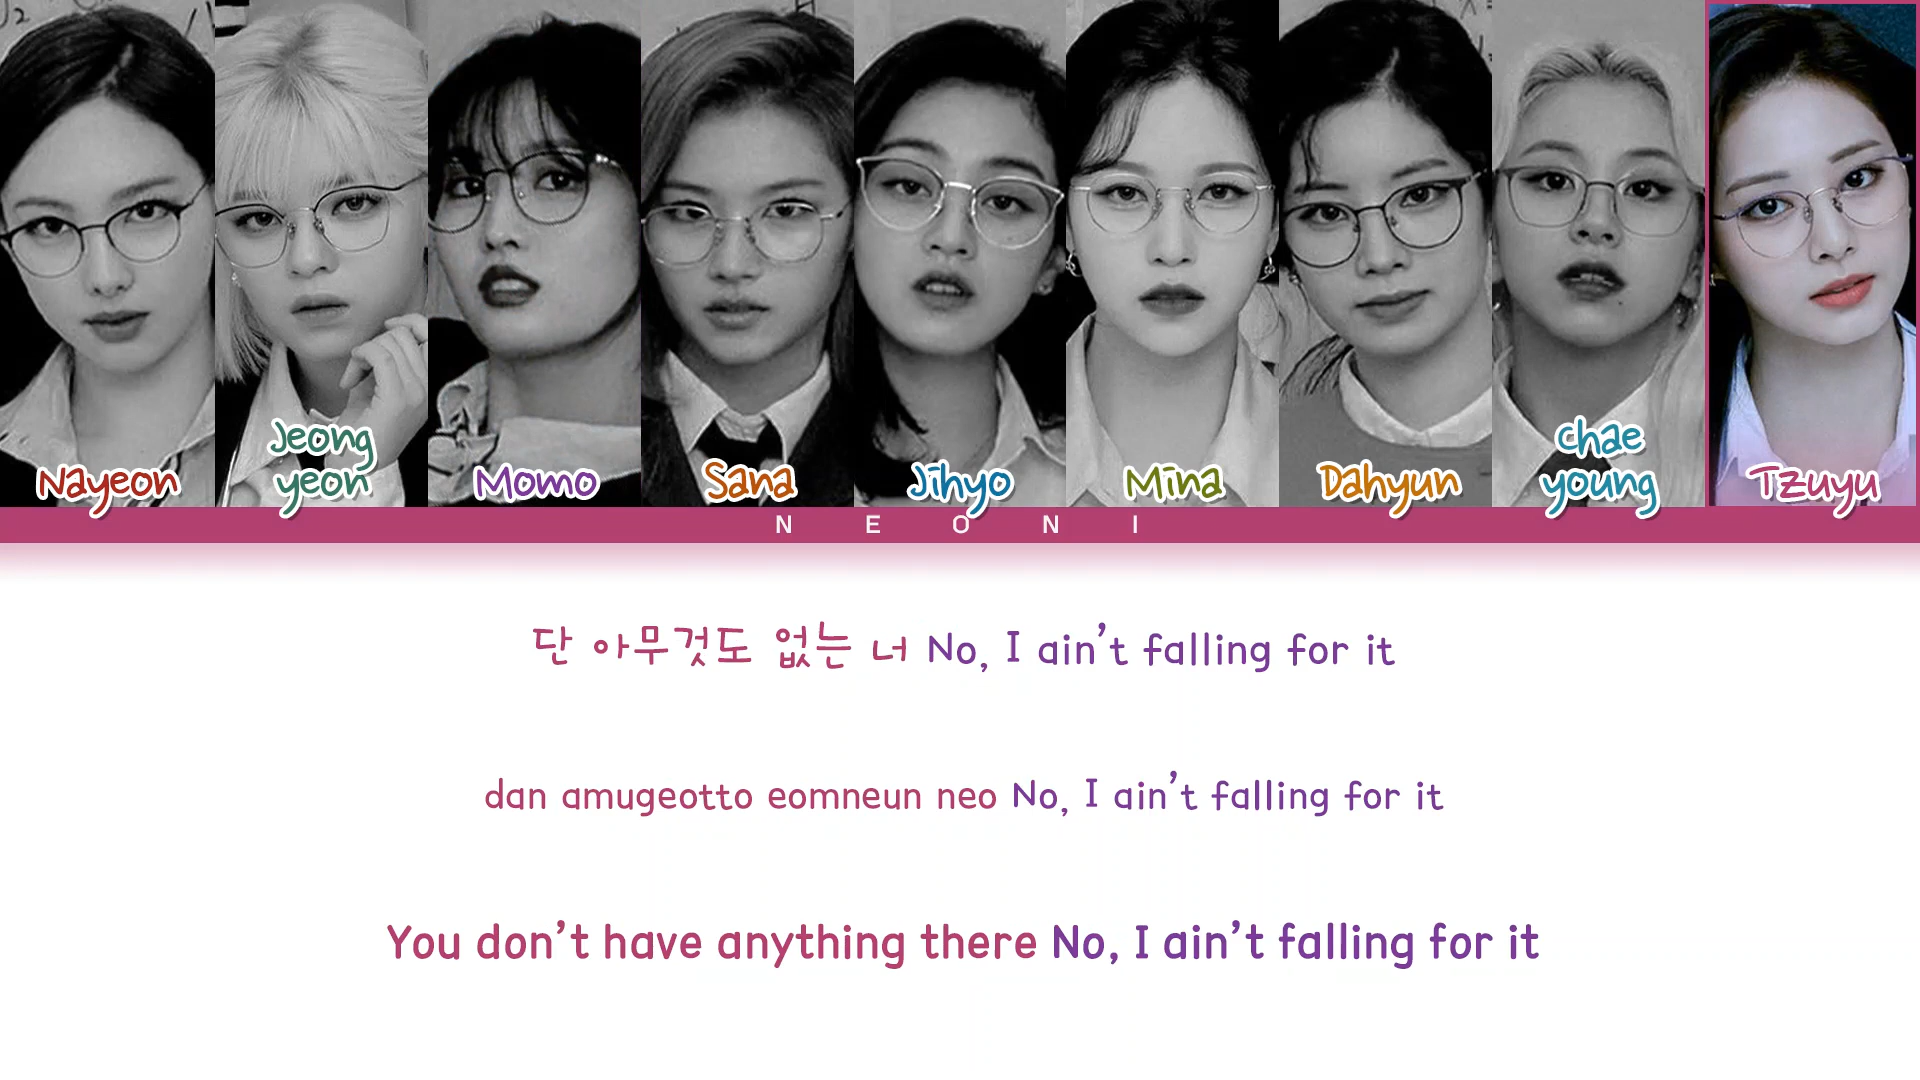 Nayeon
Jeong
yeon
Momo
Sana
Jihyo
Mina
Dahyun
chae
young
Tzuyu
NEONI
단 아무것도 없는 너 No, I ain't falling for it
dan amugeotto eomneun neo No, I ain't falling for it
You don't have anything there No, I ain't falling for it